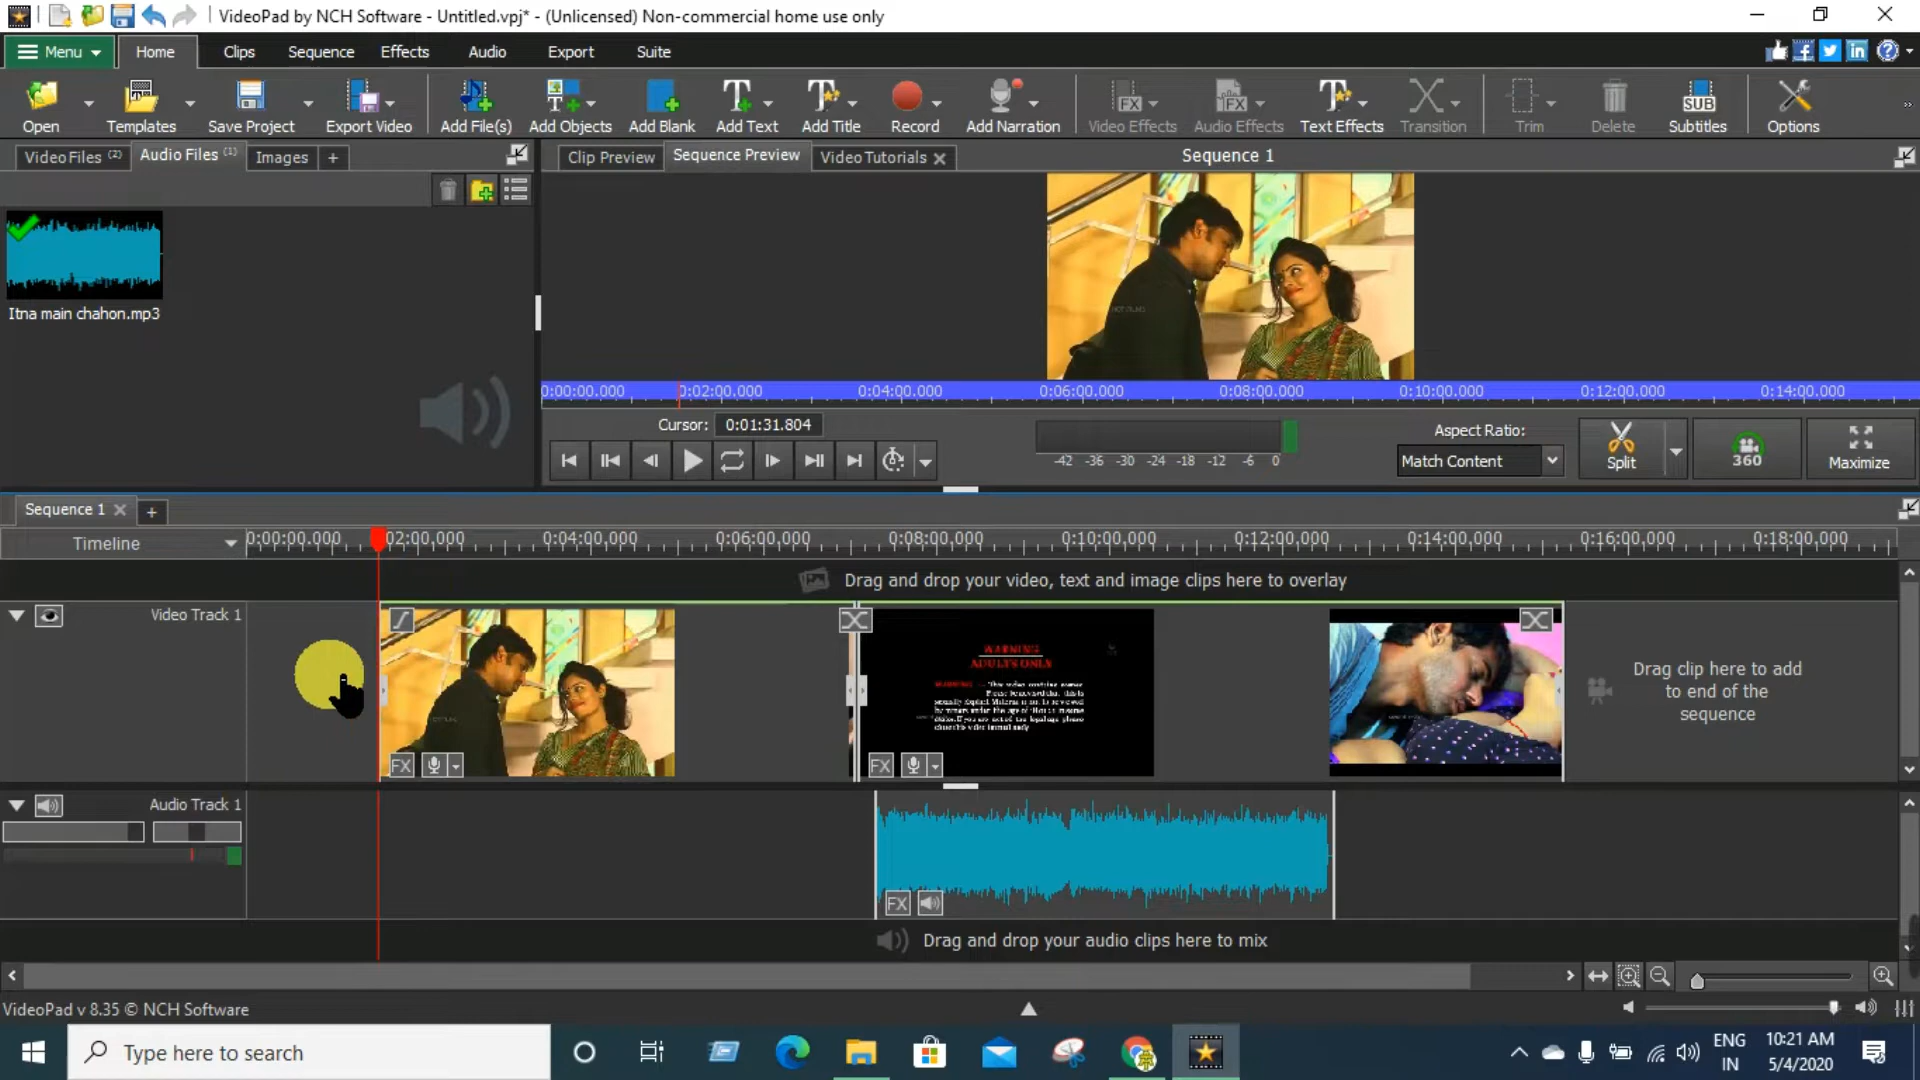 VideoPad by NCH Software - Untitled.vpj* - (Unlicensed) Non-commercial home use only
Menu Home Clips Sequence Effects Audio Export Suite
Open Templates Save Project Export Video Add File(s) Add Objects Add Blank Add Text Add Title Record Add Narration Video Effects Audio Effects Text Effects Transition Trim Delete SUB Subtitles Options
Video Files (2) Audio Files (1) Images +
Clip Preview Sequence Preview Video Tutorials Sequence 1
Itna main chahon.mp3
0:00:00.000 0:02:00.000 0:04:00.000 0:06:00.000 0:08:00.000 0:10:00.000 0:12:00.000 0:14:00.000
Cursor: 0:01:31.804
-42 -36 -30 -24 -18 -12 -6 0
Aspect Ratio:
Match Content
Split
360
Maximize
Sequence 1 +
Timeline
0:00:00.000 02:00.000 0:04:00.000 0:06:00.000 0:08:00.000 0:10:00.000 0:12:00.000 0:14:00.000 0:16:00.000 0:18:00.000
Drag and drop your video, text and image clips here to overlay
Video Track 1
WARNING
ADULTS ONLY
FX
FX
Drag clip here to add
to end of the
sequence
Audio Track 1
FX
Drag and drop your audio clips here to mix
VideoPad v 8.35 © NCH Software
Type here to search
ENG
IN
10:21 AM
5/4/2020